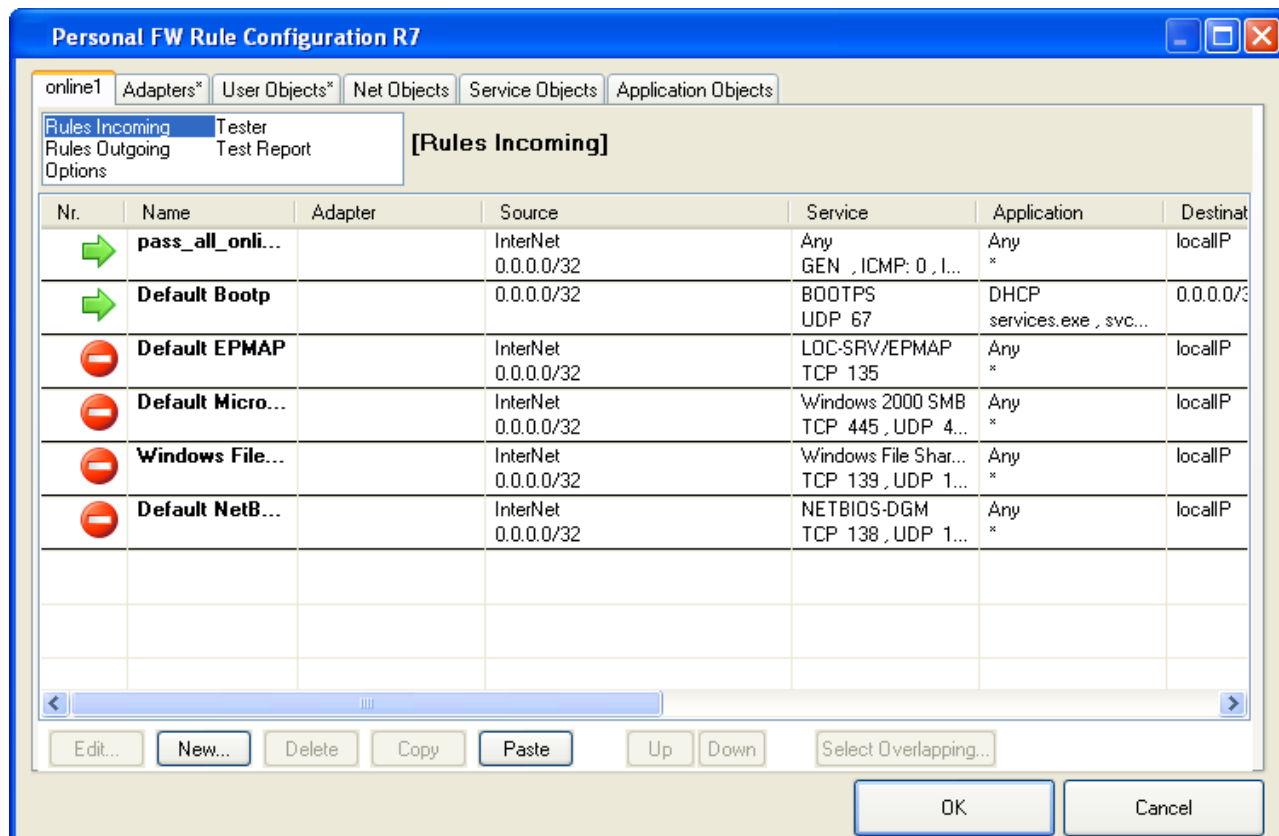 Personal FW Rule Configuration R7
online1 Adapters* User Objects* Net Objects Service Objects Application Objects
Rules Incoming Tester
Rules Outgoing Test Report
Options
[Rules Incoming]
Nr. Name Adapter Source Service Application Destinat
pass_all_onli... InterNet Any Any localIP
0.0.0.0/32 GEN , ICMP: 0 , I... *
Default Bootp 0.0.0.0/32 BOOTPS DHCP 0.0.0.0/3
UDP 67 services.exe , svc...
Default EPMAP InterNet LOC-SRV/EPMAP Any localIP
0.0.0.0/32 TCP 135 *
Default Micro... InterNet Windows 2000 SMB Any localIP
0.0.0.0/32 TCP 445 , UDP 4... *
Windows File... InterNet Windows File Shar... Any localIP
0.0.0.0/32 TCP 139 , UDP 1... *
Default NetB... InterNet NETBIOS-DGM Any localIP
0.0.0.0/32 TCP 138 , UDP 1... *
Edit... New... Delete Copy Paste Up Down Select Overlapping...
OK Cancel